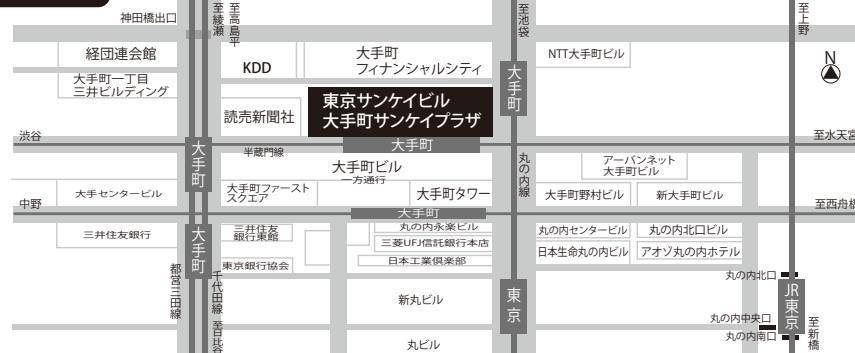 神田橋出口
至綾瀬
至高島平
至池袋
至上野
経団連会館
KDD
大手町
フィナンシャルシティ
NTT大手町ビル
N
大手町一丁目
三井ビルディング
大手町
読売新聞社
東京サンケイビル
大手町サンケイプラザ
渋谷
大手町
半蔵門線
大手町
丸の内線
至水天宮
大手町ビル
一方通行
アーバンネット
大手町ビル
中野
大手センタービル
大手町ファースト
スクエア
大手町タワー
大手町野村ビル
新大手町ビル
至西船橋
大手町
三井住友銀行
大手町
三井住友
銀行東館
丸の内永楽ビル
丸の内センタービル
丸の内北口ビル
三菱UFJ信託銀行本店
日本生命丸の内ビル
アオゾ丸の内ホテル
東京銀行協会
日本工業倶楽部
都営三田線
千代田線
至日比谷
新丸ビル
東京
丸の内北口
JR東京
丸の内中央口
丸の内南口
至新橋
丸ビル